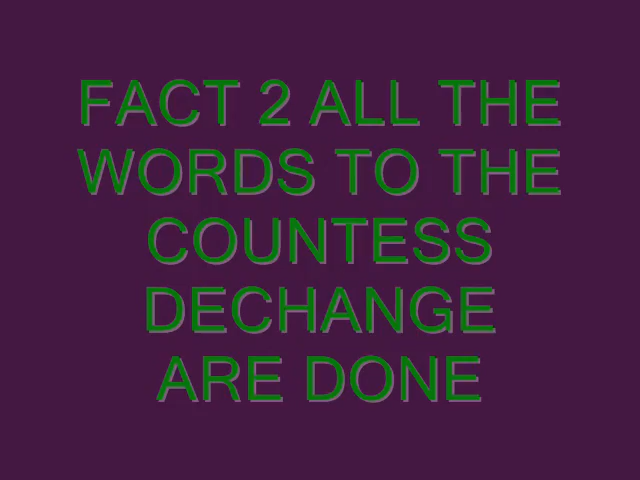 FACT 2 ALL THE
WORDS TO THE
COUNTESS
DECHANGE
ARE DONE